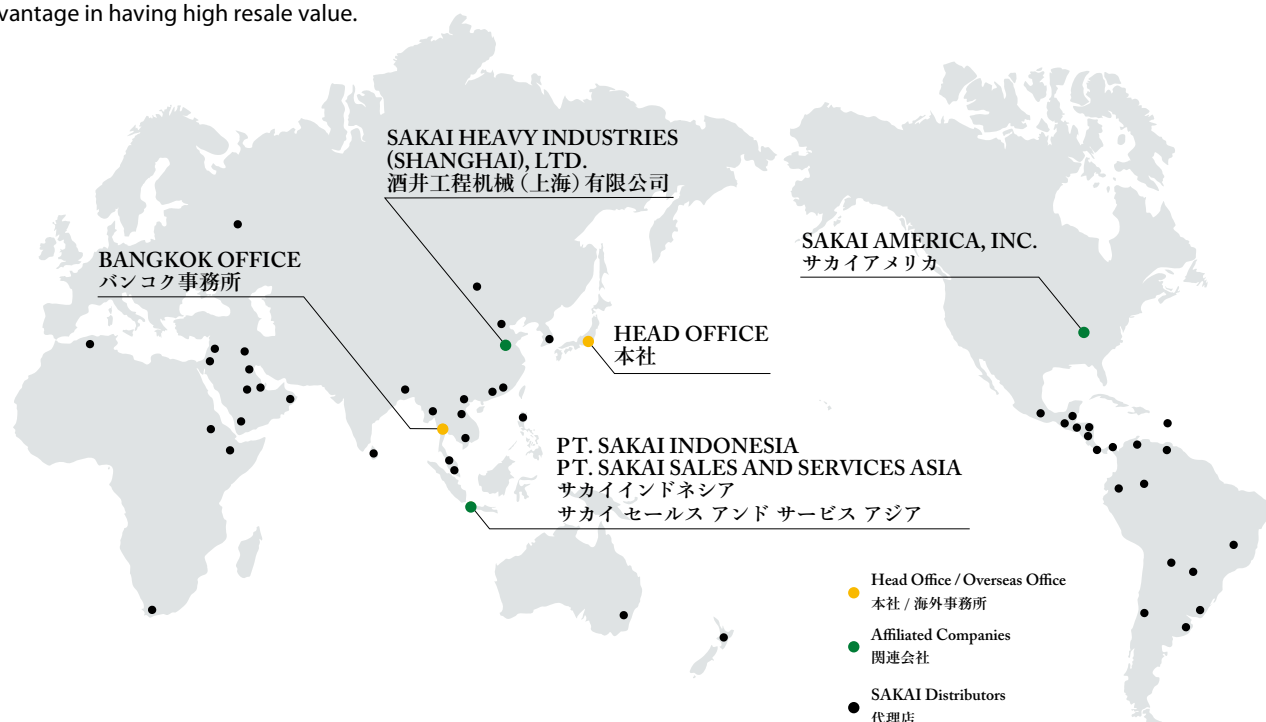 vantage in having high resale value.
SAKAI HEAVY INDUSTRIES
(SHANGHAI), LTD.
酒井工程机械（上海）有限公司
BANGKOK OFFICE
バンコク事務所
SAKAI AMERICA, INC.
サカイアメリカ
HEAD OFFICE
本社
PT. SAKAI INDONESIA
PT. SAKAI SALES AND SERVICES ASIA
サカイインドネシア
サカイ セールス アンド サービス アジア
Head Office / Overseas Office
本社 / 海外事務所
Affiliated Companies
関連会社
SAKAI Distributors
代理店